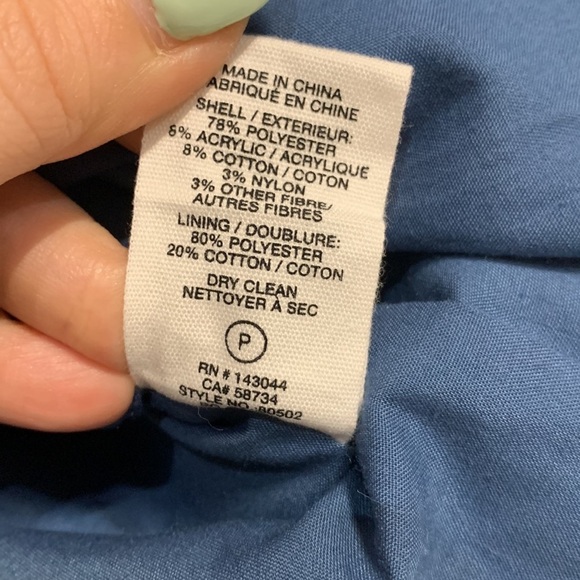 MADE IN CHINA
FABRIQUÉ EN CHINE
SHELL / EXTERIEUR:
78% POLYESTER
8% ACRYLIC / ACRYLIQUE
8% COTTON / COTON
3% NYLON
3% OTHER FIBRE/
AUTRES FIBRES
LINING / DOUBLURE:
80% POLYESTER
20% COTTON / COTON
DRY CLEAN
NETTOYER À SEC
P
RN # 143044
CA# 58734
STYLE NO. 80502